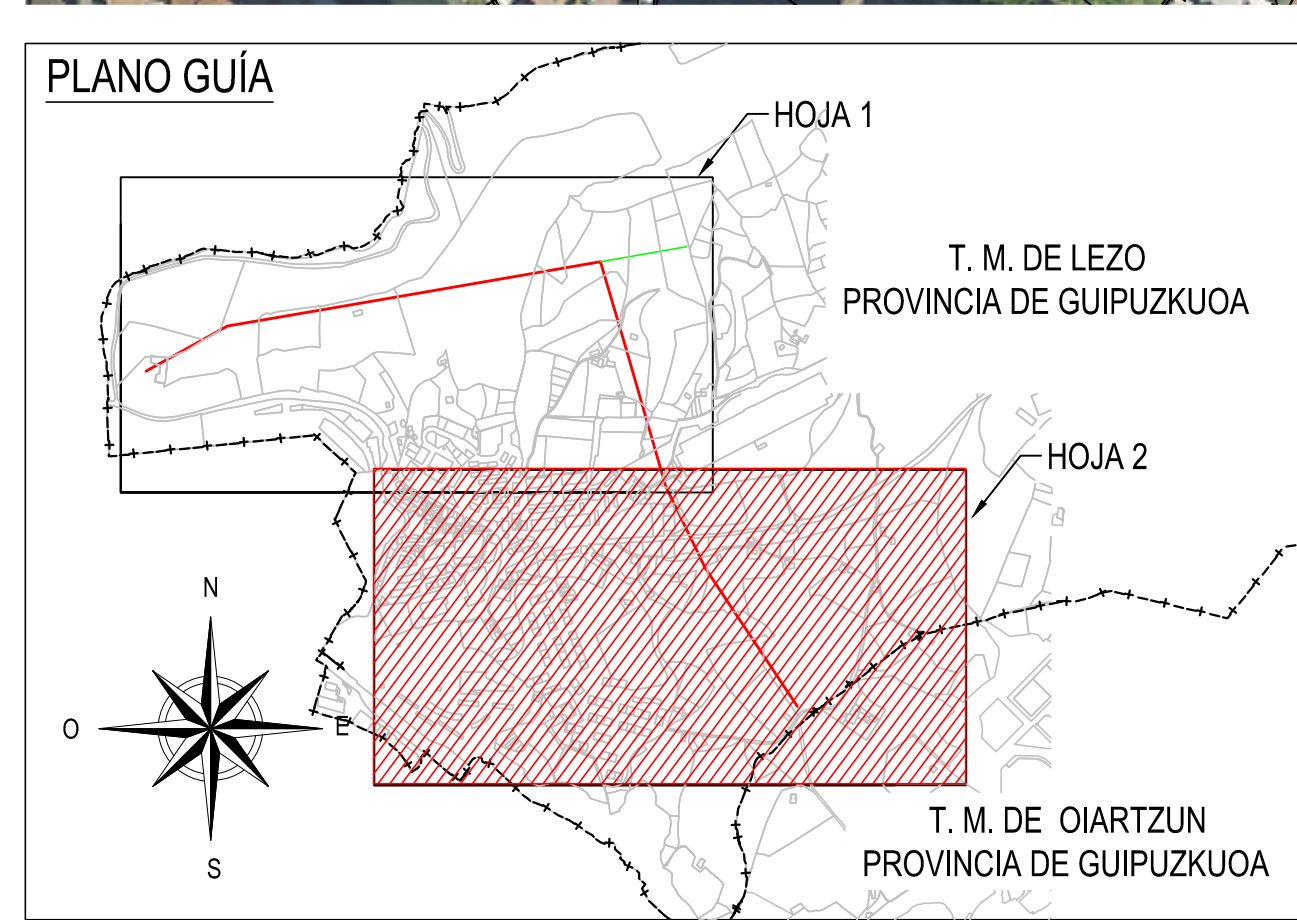 PLANO GUÍA
HOJA 1
T. M. DE LEZO
PROVINCIA DE GUIPUZKUOA
HOJA 2
N
O
E
S
T. M. DE OIARTZUN
PROVINCIA DE GUIPUZKUOA